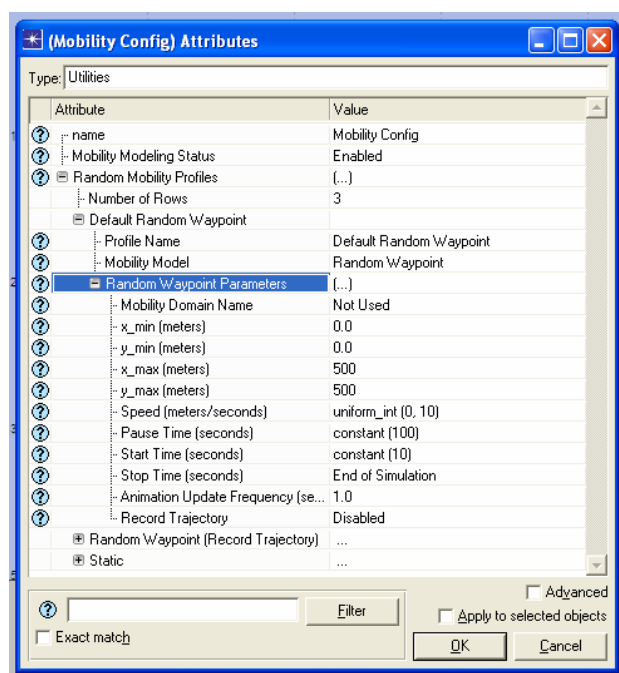 (Mobility Config) Attributes
Type: Utilities
Attribute Value
name Mobility Config
Mobility Modeling Status Enabled
Random Mobility Profiles (...)
Number of Rows 3
Default Random Waypoint
Profile Name Default Random Waypoint
Mobility Model Random Waypoint
Random Waypoint Parameters (...)
Mobility Domain Name Not Used
x_min (meters) 0.0
y_min (meters) 0.0
x_max (meters) 500
y_max (meters) 500
Speed (meters/seconds) uniform_int (0, 10)
Pause Time (seconds) constant (100)
Start Time (seconds) constant (10)
Stop Time (seconds) End of Simulation
Animation Update Frequency (se... 1.0
Record Trajectory Disabled
Random Waypoint (Record Trajectory) ...
Static ...
Advanced
Filter
Apply to selected objects
Exact match
OK Cancel